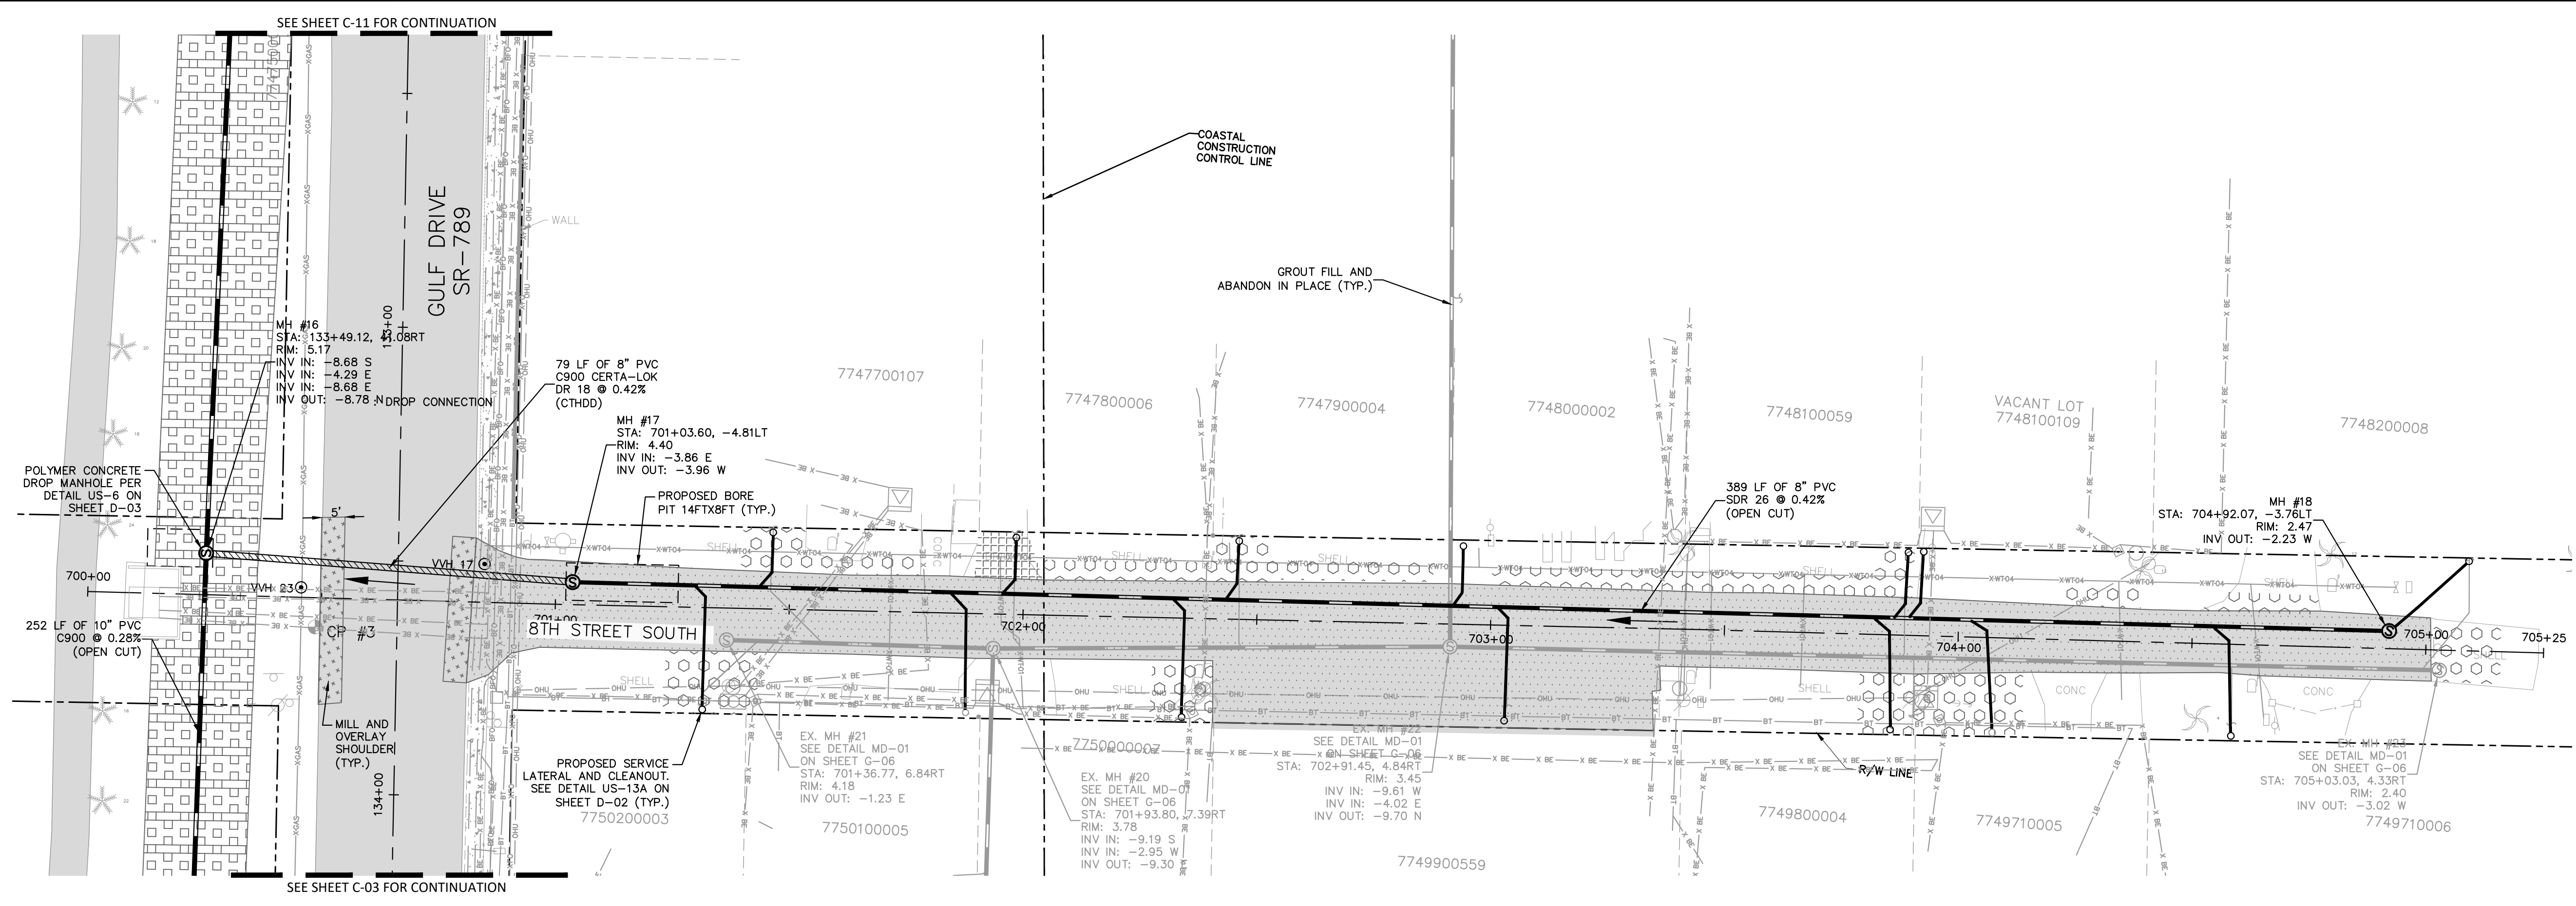 SEE SHEET C-11 FOR CONTINUATION
GULF DRIVE
SR-789
133+00
WALL
COASTAL
CONSTRUCTION
CONTROL LINE
GROUT FILL AND
ABANDON IN PLACE (TYP.)
MH #16
RIM: 5.17
INV IN: -8.68 S
INV IN: -4.29 E
INV IN: -8.68 E
INV OUT: -8.78 N
DROP CONNECTION
79 LF OF 8" PVC
C900 CERTA-LOK
DR 18 @ 0.42%
(CTHDD)
MH #17
STA: 701+03.60, -4.81LT
RIM: 4.40
INV IN: -3.86 E
INV OUT: -3.96 W
PROPOSED BORE
PIT 14FTX8FT (TYP.)
7747700107
7747800006
7747900004
7748000002
7748100059
VACANT LOT
7748100109
7748200008
POLYMER CONCRETE
DROP MANHOLE PER
DETAIL US-6 ON
SHEET D-03
5'
389 LF OF 8" PVC
SDR 26 @ 0.42%
(OPEN CUT)
MH #18
STA: 704+92.07, -3.76LT
RIM: 2.47
INV OUT: -2.23 W
700+00
VVH 23
VVH 17
CP #3
252 LF OF 10" PVC
C900 @ 0.28%
(OPEN CUT)
701+00
8TH STREET SOUTH
702+00
703+00
704+00
705+00
705+25
SHELL
CONC
SHELL
SHELL
SHELL
SHELL
SHELL
SHELL
SHELL
CONC
CONC
SHELL
MILL AND
OVERLAY
SHOULDER
(TYP.)
134+00
PROPOSED SERVICE
LATERAL AND CLEANOUT.
SEE DETAIL US-13A ON
SHEET D-02 (TYP.)
7750200003
EX. MH #21
SEE DETAIL MD-01
ON SHEET G-06
STA: 701+36.77, 6.84RT
RIM: 4.18
INV OUT: -1.23 E
7750100005
7750000007
EX. MH #20
SEE DETAIL MD-01
ON SHEET G-06
STA: 701+93.80, 7.39RT
RIM: 3.78
INV IN: -9.19 S
INV IN: -2.95 W
INV OUT: -9.30
EX. MH #22
SEE DETAIL MD-01
ON SHEET G-06
STA: 702+91.45, 4.84RT
RIM: 3.45
INV IN: -9.61 W
INV IN: -4.02 E
INV OUT: -9.70 N
7749900559
R/W LINE
7749800004
7749710005
EX. MH #23
SEE DETAIL MD-01
ON SHEET G-06
STA: 705+03.03, 4.33RT
RIM: 2.40
INV OUT: -3.02 W
7749710006
SEE SHEET C-03 FOR CONTINUATION